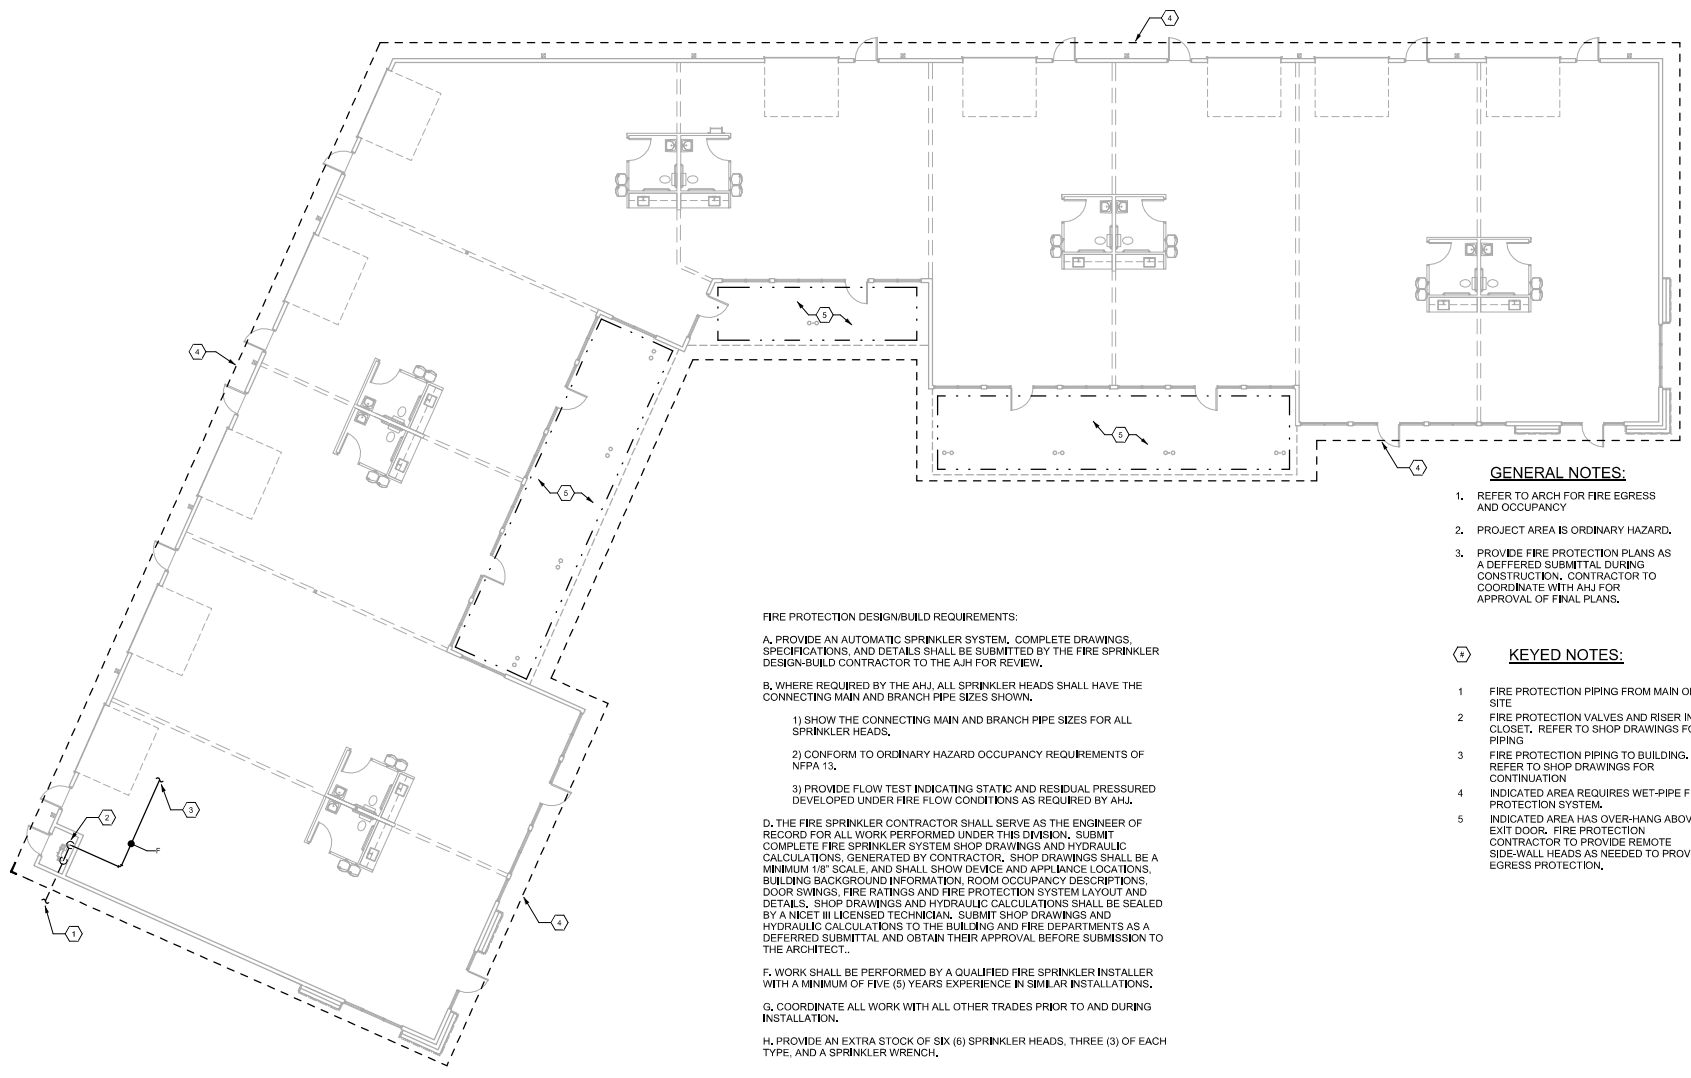 4
5
4
5
5
4
4
3
2
F
4
1
FIRE PROTECTION DESIGN/BUILD REQUIREMENTS:
A. PROVIDE AN AUTOMATIC SPRINKLER SYSTEM. COMPLETE DRAWINGS,
SPECIFICATIONS, AND DETAILS SHALL BE SUBMITTED BY THE FIRE SPRINKLER
DESIGN-BUILD CONTRACTOR TO THE AJH FOR REVIEW.
B. WHERE REQUIRED BY THE AHJ, ALL SPRINKLER HEADS SHALL HAVE THE
CONNECTING MAIN AND BRANCH PIPE SIZES SHOWN.
1) SHOW THE CONNECTING MAIN AND BRANCH PIPE SIZES FOR ALL
SPRINKLER HEADS.
2) CONFORM TO ORDINARY HAZARD OCCUPANCY REQUIREMENTS OF
NFPA 13.
3) PROVIDE FLOW TEST INDICATING STATIC AND RESIDUAL PRESSURED
DEVELOPED UNDER FIRE FLOW CONDITIONS AS REQUIRED BY AHJ.
D. THE FIRE SPRINKLER CONTRACTOR SHALL SERVE AS THE ENGINEER OF
RECORD FOR ALL WORK PERFORMED UNDER THIS DIVISION. SUBMIT
COMPLETE FIRE SPRINKLER SYSTEM SHOP DRAWINGS AND HYDRAULIC
CALCULATIONS, GENERATED BY CONTRACTOR. SHOP DRAWINGS SHALL BE A
MINIMUM 1/8" SCALE, AND SHALL SHOW DEVICE AND APPLIANCE LOCATIONS,
BUILDING BACKGROUND INFORMATION, ROOM OCCUPANCY DESCRIPTIONS,
DOOR SWINGS, FIRE RATINGS AND FIRE PROTECTION SYSTEM LAYOUT AND
DETAILS. SHOP DRAWINGS AND HYDRAULIC CALCULATIONS SHALL BE SEALED
BY A NICET III LICENSED TECHNICIAN. SUBMIT SHOP DRAWINGS AND
HYDRAULIC CALCULATIONS TO THE BUILDING AND FIRE DEPARTMENTS AS A
DEFERRED SUBMITTAL AND OBTAIN THEIR APPROVAL BEFORE SUBMISSION TO
THE ARCHITECT..
F. WORK SHALL BE PERFORMED BY A QUALIFIED FIRE SPRINKLER INSTALLER
WITH A MINIMUM OF FIVE (5) YEARS EXPERIENCE IN SIMILAR INSTALLATIONS.
G. COORDINATE ALL WORK WITH ALL OTHER TRADES PRIOR TO AND DURING
INSTALLATION.
H. PROVIDE AN EXTRA STOCK OF SIX (6) SPRINKLER HEADS, THREE (3) OF EACH
TYPE, AND A SPRINKLER WRENCH.
GENERAL NOTES:
1. REFER TO ARCH FOR FIRE EGRESS
AND OCCUPANCY
2. PROJECT AREA IS ORDINARY HAZARD.
3. PROVIDE FIRE PROTECTION PLANS AS
A DEFFERED SUBMITTAL DURING
CONSTRUCTION. CONTRACTOR TO
COORDINATE WITH AHJ FOR
APPROVAL OF FINAL PLANS.
# KEYED NOTES:
1 FIRE PROTECTION PIPING FROM MAIN
SITE
2 FIRE PROTECTION VALVES AND RISER
CLOSET. REFER TO SHOP DRAWINGS
PIPING
3 FIRE PROTECTION PIPING TO BUILDING.
REFER TO SHOP DRAWINGS FOR
CONTINUATION
4 INDICATED AREA REQUIRES WET-PIPE
PROTECTION SYSTEM.
5 INDICATED AREA HAS OVER-HANG
EXIT DOOR. FIRE PROTECTION
CONTRACTOR TO PROVIDE REMOTE
SIDE-WALL HEADS AS NEEDED TO
EGRESS PROTECTION.